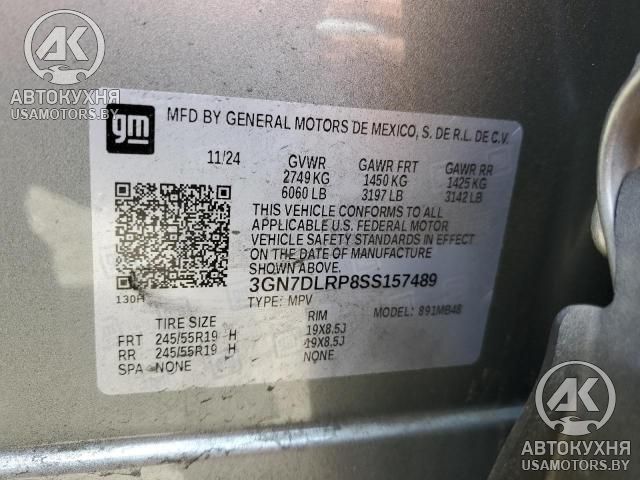 AK
АВТОКУХНЯ
USAMOTORS.BY
gm MFD BY GENERAL MOTORS DE MEXICO, S. DE R.L. DE C.V.
11/24 GVWR GAWR FRT GAWR RR
2749 KG 1450 KG 1425 KG
6060 LB 3197 LB 3142 LB
THIS VEHICLE CONFORMS TO ALL
APPLICABLE U.S. FEDERAL MOTOR
VEHICLE SAFETY STANDARDS IN EFFECT
ON THE DATE OF MANUFACTURE
SHOWN ABOVE.
3GN7DLRP8SS157489
130H
TYPE: MPV MODEL: 891MB48
TIRE SIZE RIM
FRT 245/55R19 H 19X8.5J
RR 245/55R19 H 19X8.5J
SPA NONE NONE
AK
АВТОКУХНЯ
USAMOTORS.BY